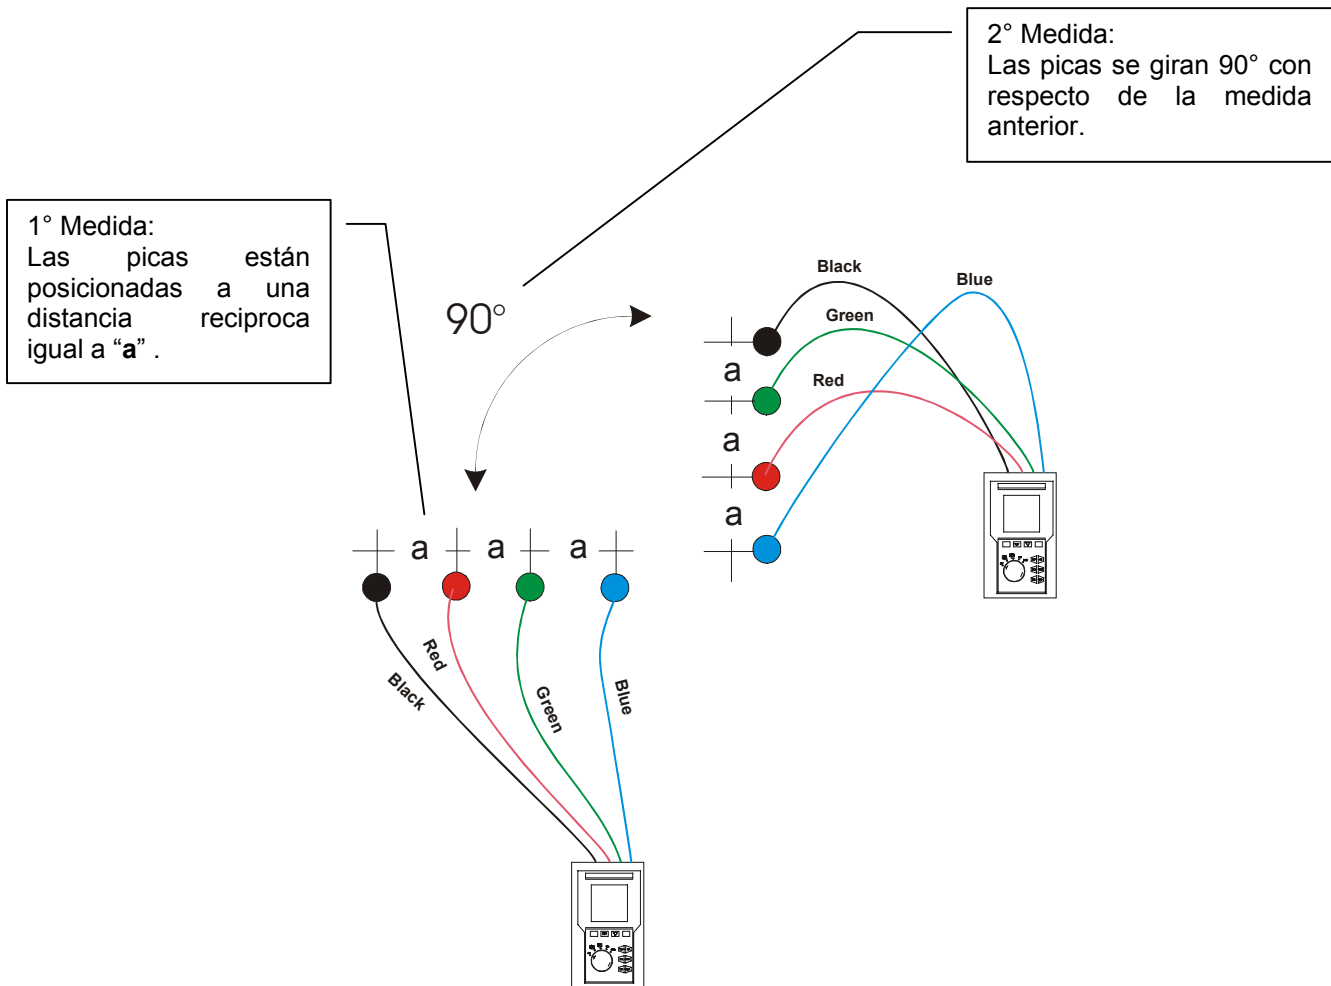 2° Medida:
Las picas se giran 90° con
respecto de la medida
anterior.
1° Medida:
Las picas están
posicionadas a una
distancia reciproca
igual a “a” .
90°
Black
Blue
Green
Red
a
a
a
a a a
Red
Black
Green
Blue